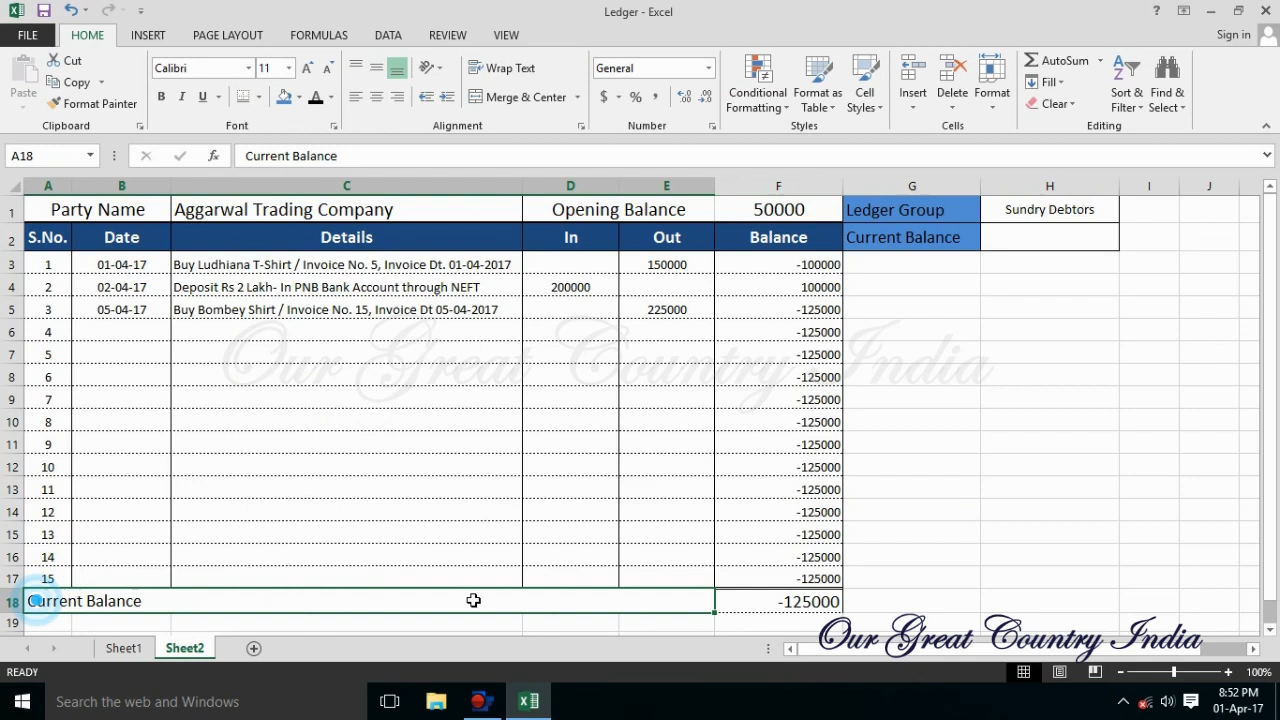 Ledger - Excel
Sign in
FILE HOME INSERT PAGE LAYOUT FORMULAS DATA REVIEW VIEW
Paste Cut Copy Format Painter Clipboard
Calibri 11 B I U A Font
Wrap Text Merge & Center Alignment
General $ % , Number
Conditional Formatting Format as Table Cell Styles Styles
Insert Delete Format Cells
AutoSum Fill Clear Sort & Filter Find & Select Editing
A18 fx Current Balance
A B C D E F G H I J
1 Party Name Aggarwal Trading Company Opening Balance 50000 Ledger Group Sundry Debtors
2 S.No. Date Details In Out Balance Current Balance
3 1 01-04-17 Buy Ludhiana T-Shirt / Invoice No. 5, Invoice Dt. 01-04-2017 150000 -100000
4 2 02-04-17 Deposit Rs 2 Lakh- In PNB Bank Account through NEFT 200000 100000
5 3 05-04-17 Buy Bombey Shirt / Invoice No. 15, Invoice Dt 05-04-2017 225000 -125000
6 4 -125000
7 5 -125000
8 6 -125000
9 7 -125000
10 8 -125000
11 9 -125000
12 10 -125000
13 11 -125000
14 12 -125000
15 13 -125000
16 14 -125000
17 15 -125000
18 Current Balance -125000
19
Our Great Country India
Our Great Country India
Sheet1 Sheet2
READY 100%
Search the web and Windows
8:52 PM
01-Apr-17